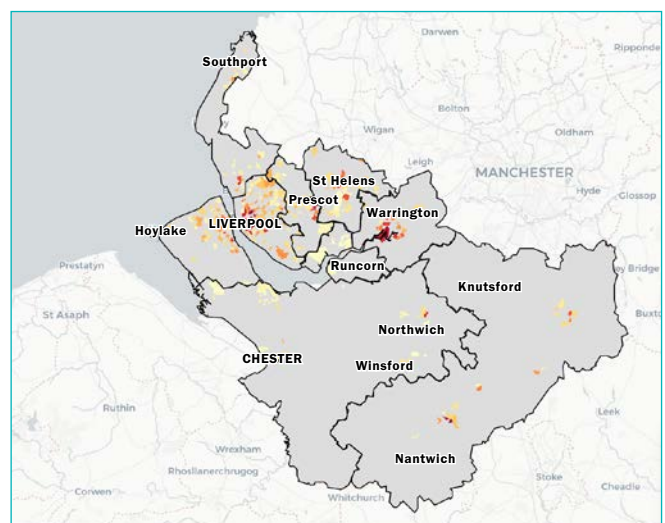 Darwen
Southport
Ripponde
Bolton
Wigan
Oldham
Leigh
MANCHESTER
St Helens
Hyde
Glossop
Prescot
Warrington
LIVERPOOL
Hoylake
Prestatyn
Runcorn
ey Bridge
Knutsford
St Asaph
Buxto
Northwich
CHESTER
Winsford
Ruthin
Leek
Wrexham
Nantwich
Rhosllanerchrugog
Stoke
Cheadle
Corwen
Whitchurch